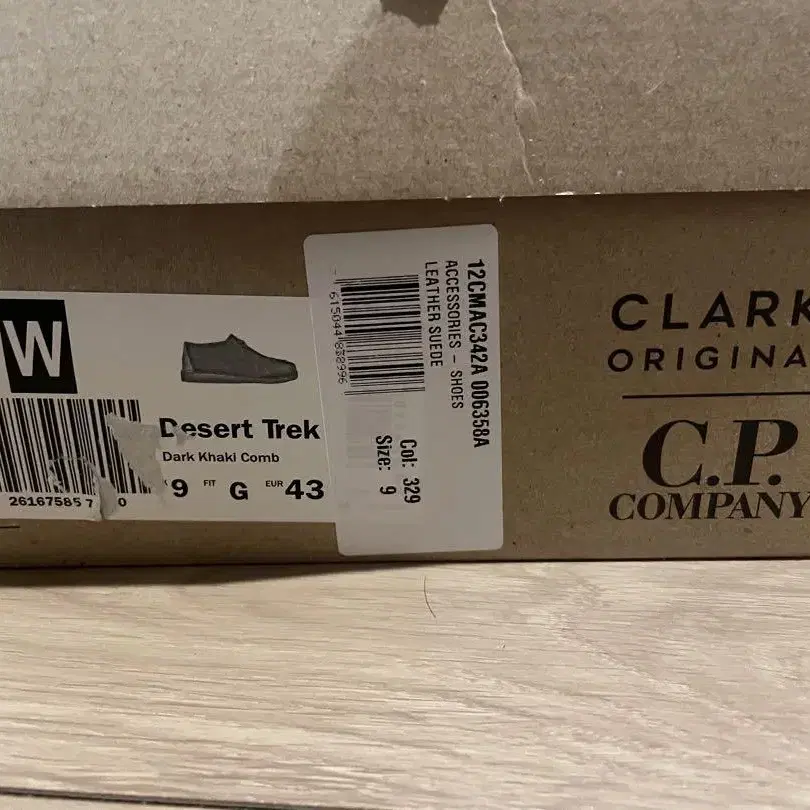 W
Desert Trek
Dark Khaki Comb
9 FIT G EUR 43
26167585 7
12CMAC342A 006358A
ACCESSORIES - SHOES
LEATHER SUEDE
Col: 329
Size: 9
CLARK
ORIGINA
C.P.
COMPANY